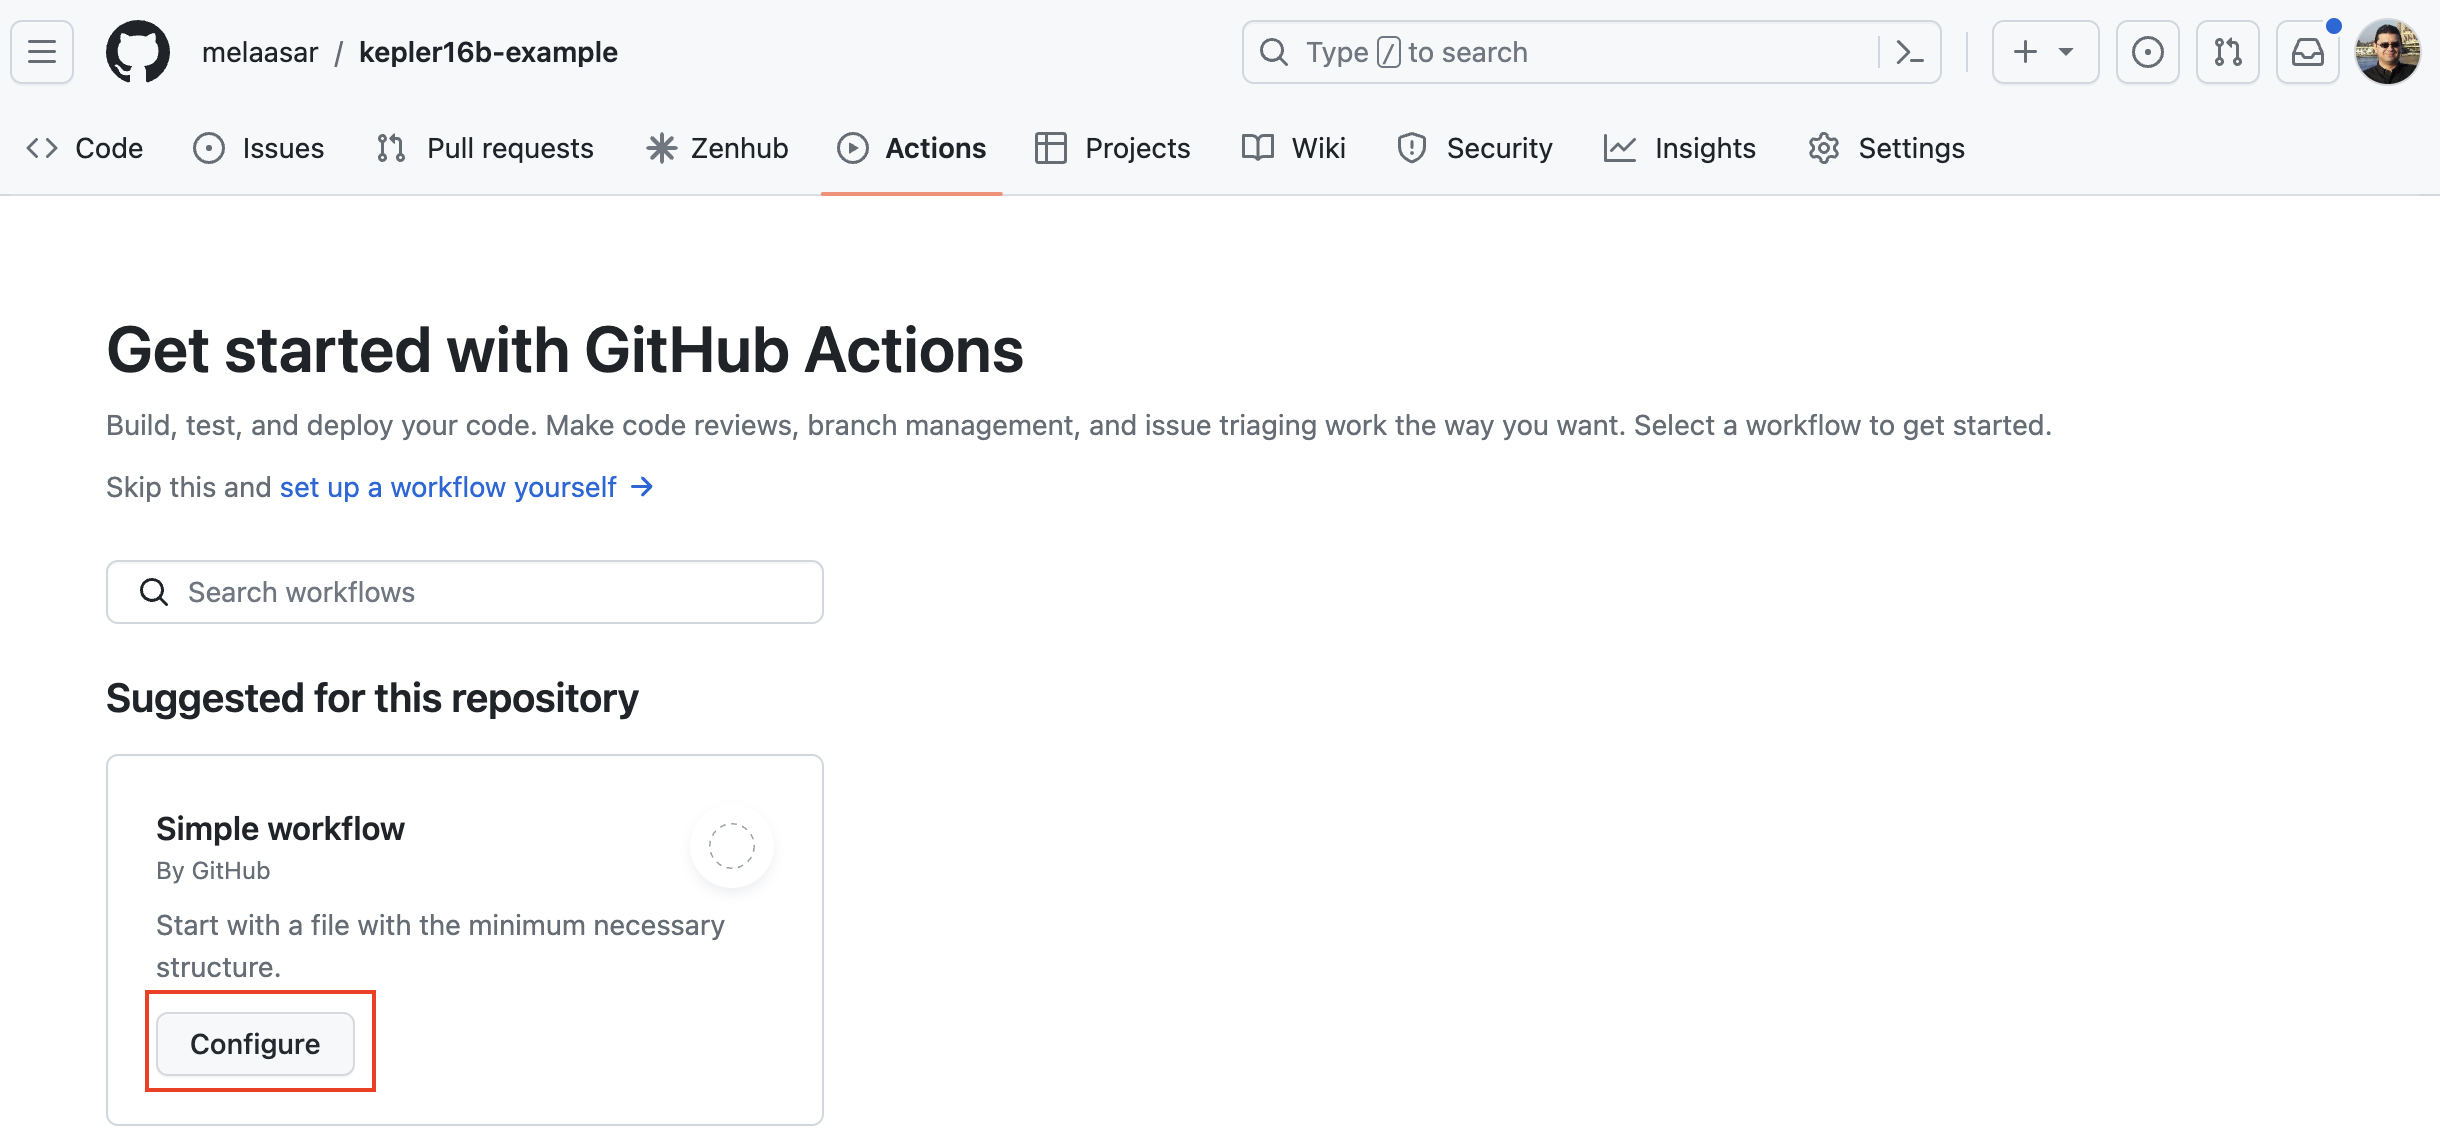 melaasar / kepler16b-example
Type / to search
Code Issues Pull requests Zenhub Actions Projects Wiki Security Insights Settings
Get started with GitHub Actions
Build, test, and deploy your code. Make code reviews, branch management, and issue triaging work the way you want. Select a workflow to get started.
Skip this and set up a workflow yourself →
Search workflows
Suggested for this repository
Simple workflow
By GitHub
Start with a file with the minimum necessary
structure.
Configure